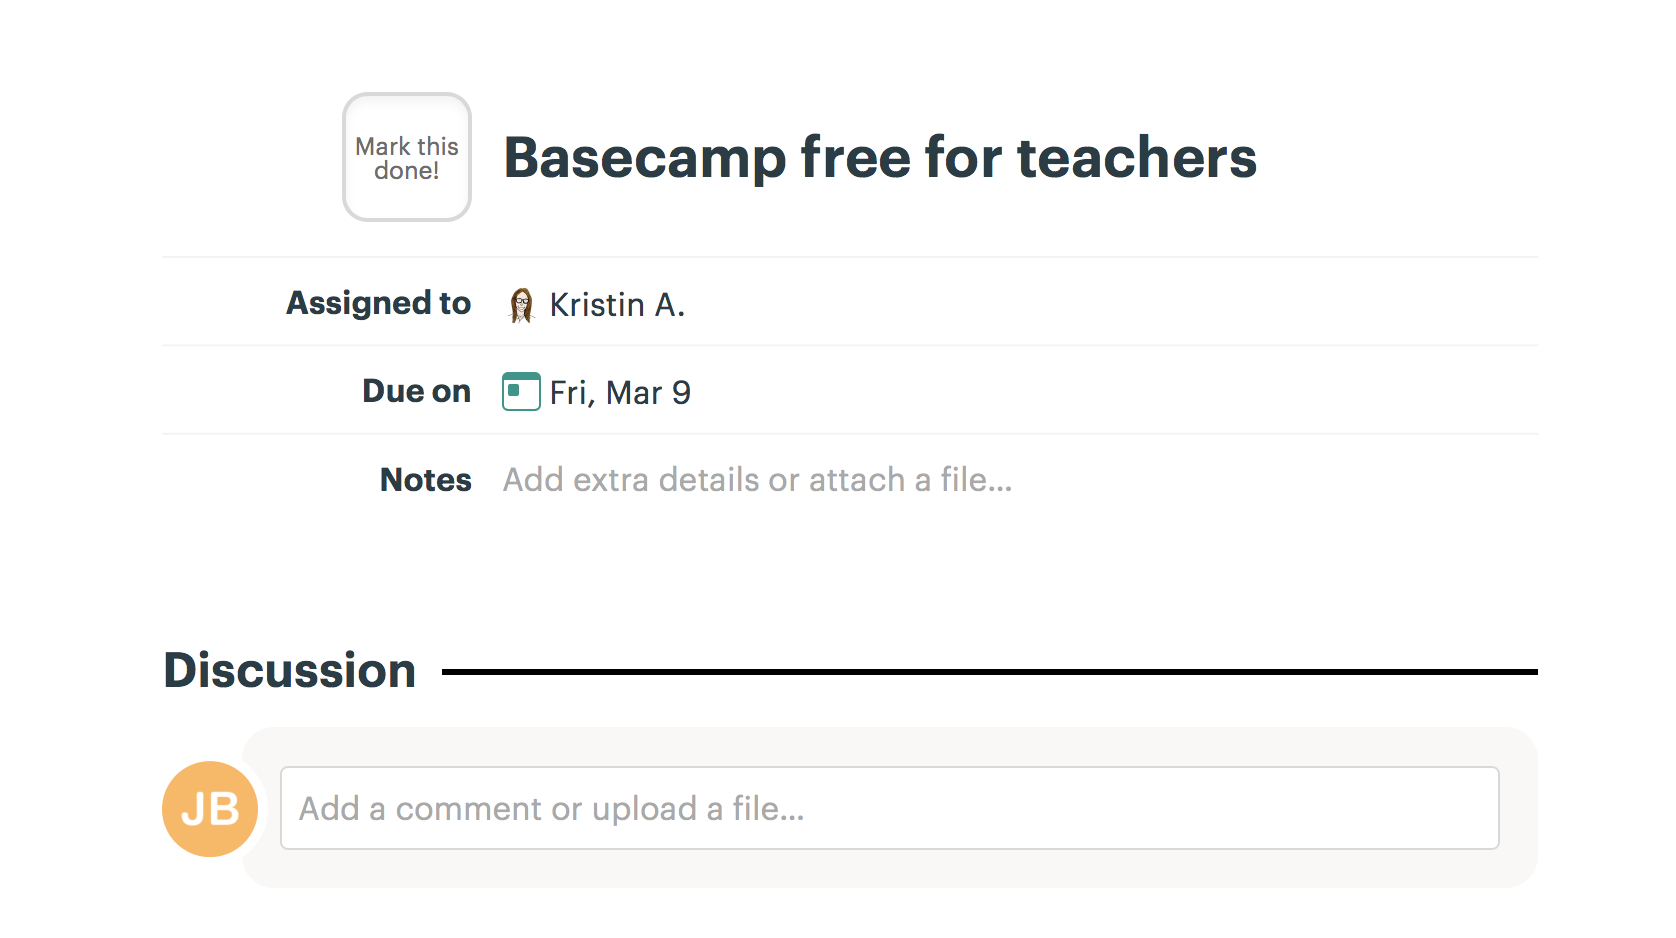 Mark this
done!
Basecamp free for teachers
Assigned to
Kristin A.
Due on
Fri, Mar 9
Notes
Add extra details or attach a file...
Discussion
JB
Add a comment or upload a file...